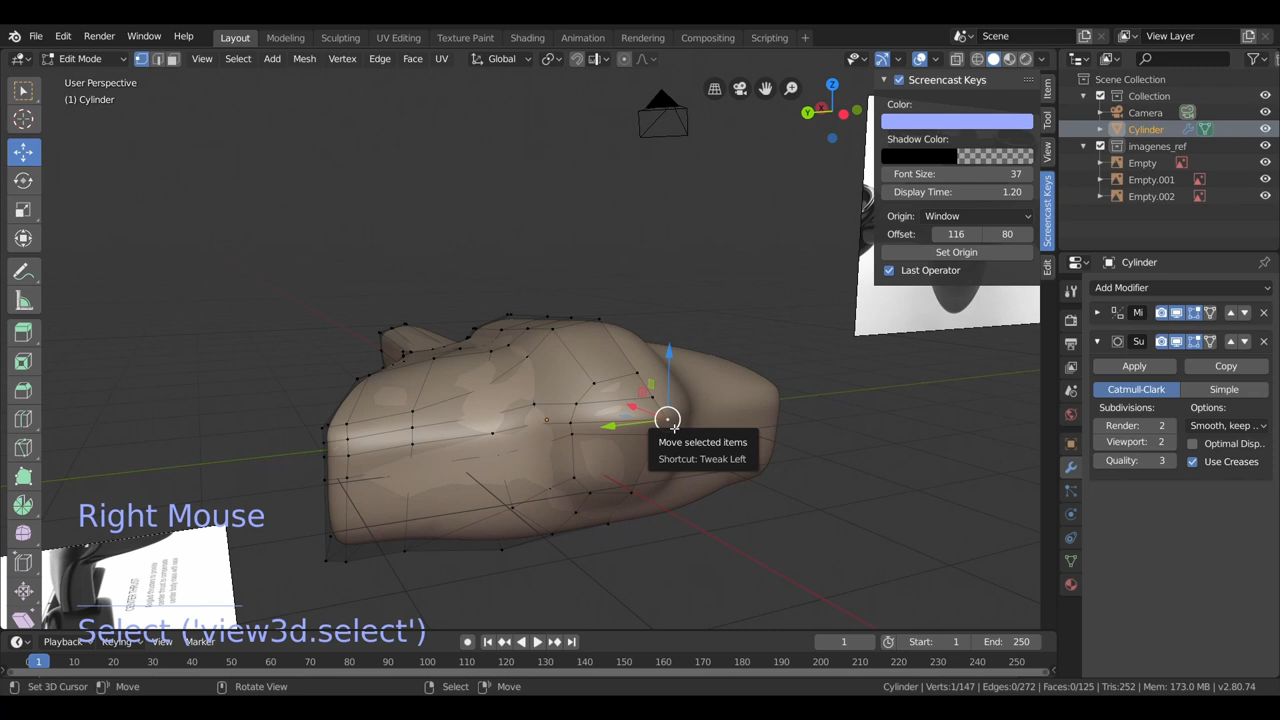 File Edit Render Window Help Layout Modeling Sculpting UV Editing Texture Paint Shading Animation Rendering Compositing Scripting + Scene View Layer
Edit Mode View Select Add Mesh Vertex Edge Face UV Global
User Perspective
(1) Cylinder
Screencast Keys
Color:
Shadow Color:
Font Size: 37
Display Time: 1.20
Origin: Window
Offset: 116 80
Set Origin
Last Operator
Item
Tool
View
Screencast Keys
Edit
Z
Y
X
Scene Collection
Collection
Camera
Cylinder
imagenes_ref
Empty
Empty.001
Empty.002
Cylinder
Add Modifier
Mi
Su
Apply Copy
Catmull-Clark Simple
Subdivisions: Options:
Render: 2 Smooth, keep ..
Viewport: 2 Optimal Disp..
Quality: 3 Use Creases
Move selected items
Shortcut: Tweak Left
Right Mouse
Select ('view3d.select')
Playback Keying View Marker 1 Start: 1 End: 250
1 10 20 30 40 50 60 70 80 90 100 110 120 130 140 150 160 170 180 190 200 210 220 230 240 250
Set 3D Cursor Move Rotate View Select Move Cylinder | Verts:1/147 | Edges:0/272 | Faces:0/125 | Tris:252 | Mem: 173.0 MB | v2.80.74